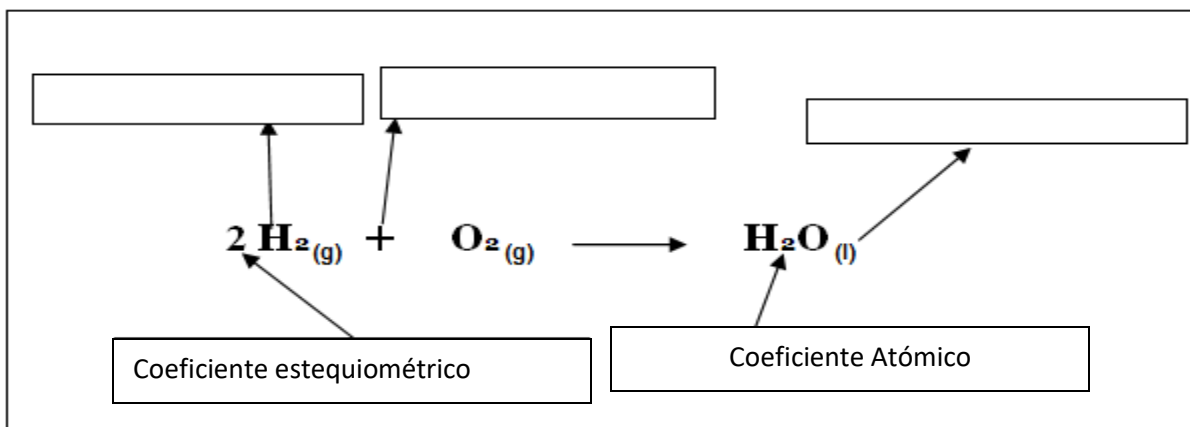 2 H₂(g) + O₂(g) ⟶ H₂O (l)
Coeficiente estequiométrico
Coeficiente Atómico